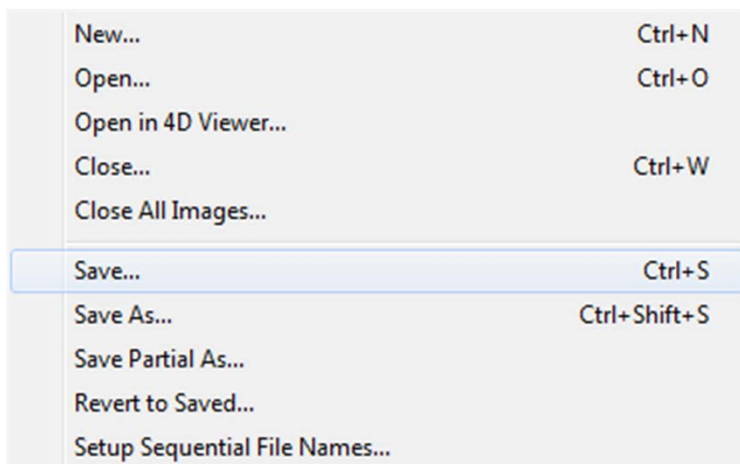 New... Ctrl+N
Open... Ctrl+O
Open in 4D Viewer...
Close... Ctrl+W
Close All Images...
Save... Ctrl+S
Save As... Ctrl+Shift+S
Save Partial As...
Revert to Saved...
Setup Sequential File Names...